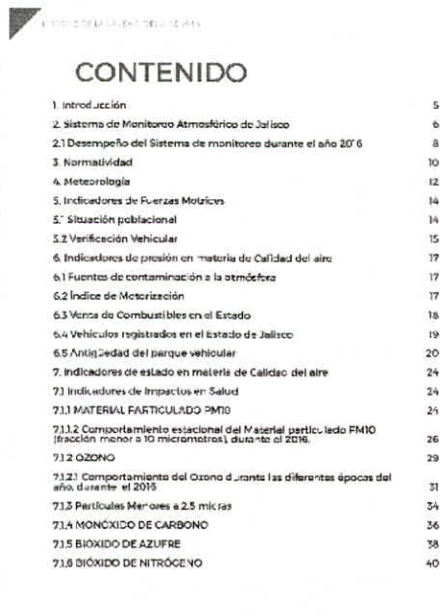 CONTENIDO
1. Introducción 5
2. Sistema de Monitoreo Atmosférico de Jalisco 6
2.1 Desempeño del Sistema de monitoreo durante el año 2016 8
3. Normatividad 10
4. Meteorología 12
5. Indicadores de Fuerzas Motrices 14
5.1 Situación poblacional 14
5.2 Verificación Vehicular 15
6. Indicadores de presión en materia de Calidad del aire 17
6.1 Fuentes de contaminación a la atmósfera 17
6.2 Índice de Motorización 17
6.3 Venta de Combustibles en el Estado 18
6.4 Vehículos registrados en el Estado de Jalisco 19
6.5 Antigüedad del parque vehicular 20
7. Indicadores de estado en materia de Calidad del aire 24
7.1 Indicadores de Impactos en Salud 24
7.1.1 MATERIAL PARTICULADO PM10 24
7.1.1.2 Comportamiento estacional del Material particulado PM10
(fracción menor a 10 micrómetros), durante el 2016. 26
7.1.2 OZONO 29
7.1.2.1 Comportamiento del Ozono durante las diferentes épocas del
año, durante el 2016 31
7.1.3 Partículas Menores a 2.5 micras 34
7.1.4 MONÓXIDO DE CARBONO 36
7.1.5 BIÓXIDO DE AZUFRE 38
7.1.6 BIÓXIDO DE NITRÓGENO 40